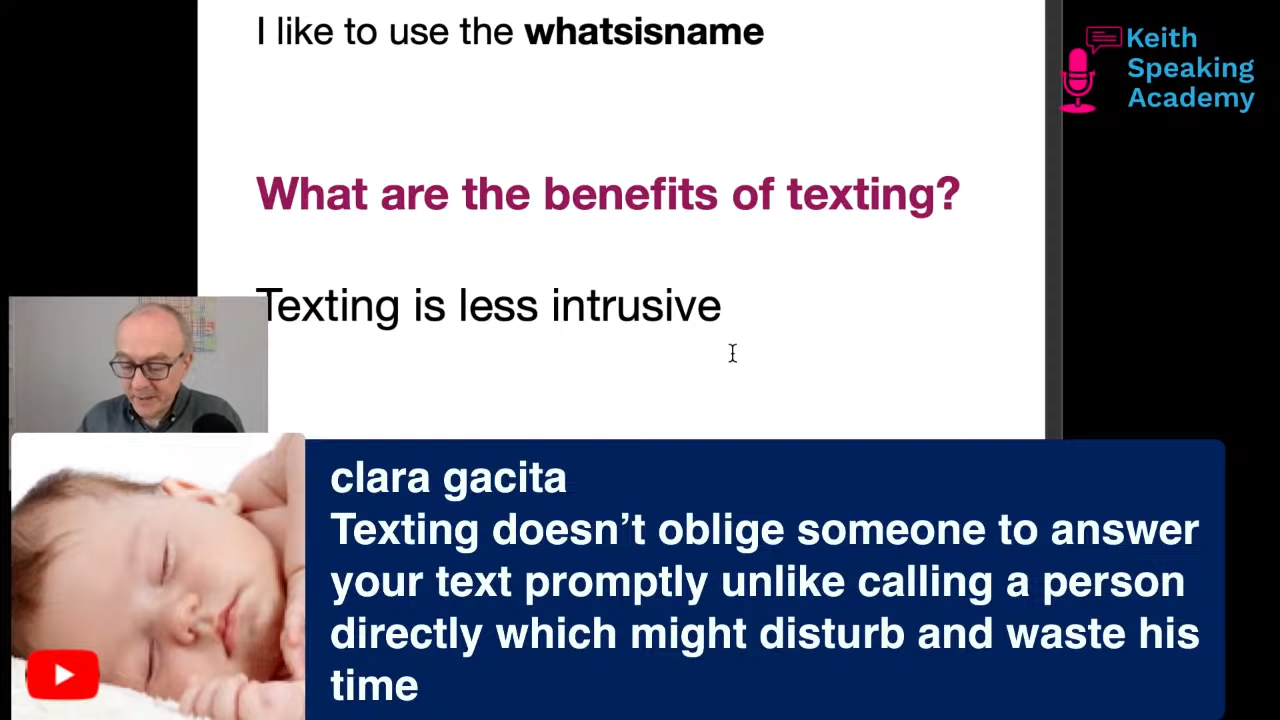 I like to use the whatsisname
Keith
Speaking
Academy
What are the benefits of texting?
Texting is less intrusive
clara gacita
Texting doesn’t oblige someone to answer
your text promptly unlike calling a person
directly which might disturb and waste his
time